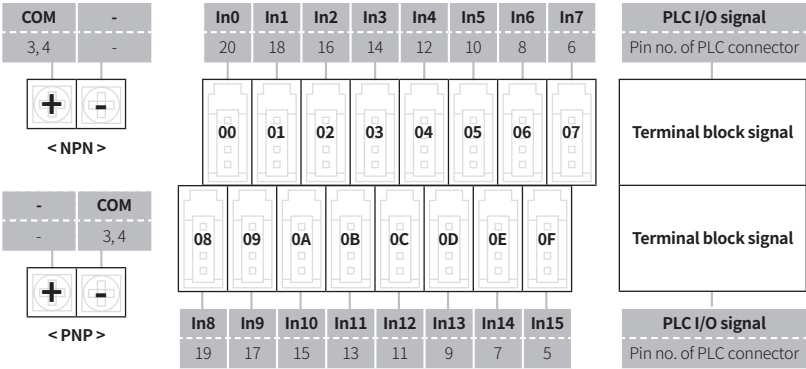 COM -
3, 4 -
+ -
< NPN >
- COM
- 3, 4
+ -
< PNP >
In0 In1 In2 In3 In4 In5 In6 In7
20 18 16 14 12 10 8 6
00 01 02 03 04 05 06 07
08 09 0A 0B 0C 0D 0E 0F
In8 In9 In10 In11 In12 In13 In14 In15
19 17 15 13 11 9 7 5
PLC I/O signal
Pin no. of PLC connector
Terminal block signal
Terminal block signal
PLC I/O signal
Pin no. of PLC connector